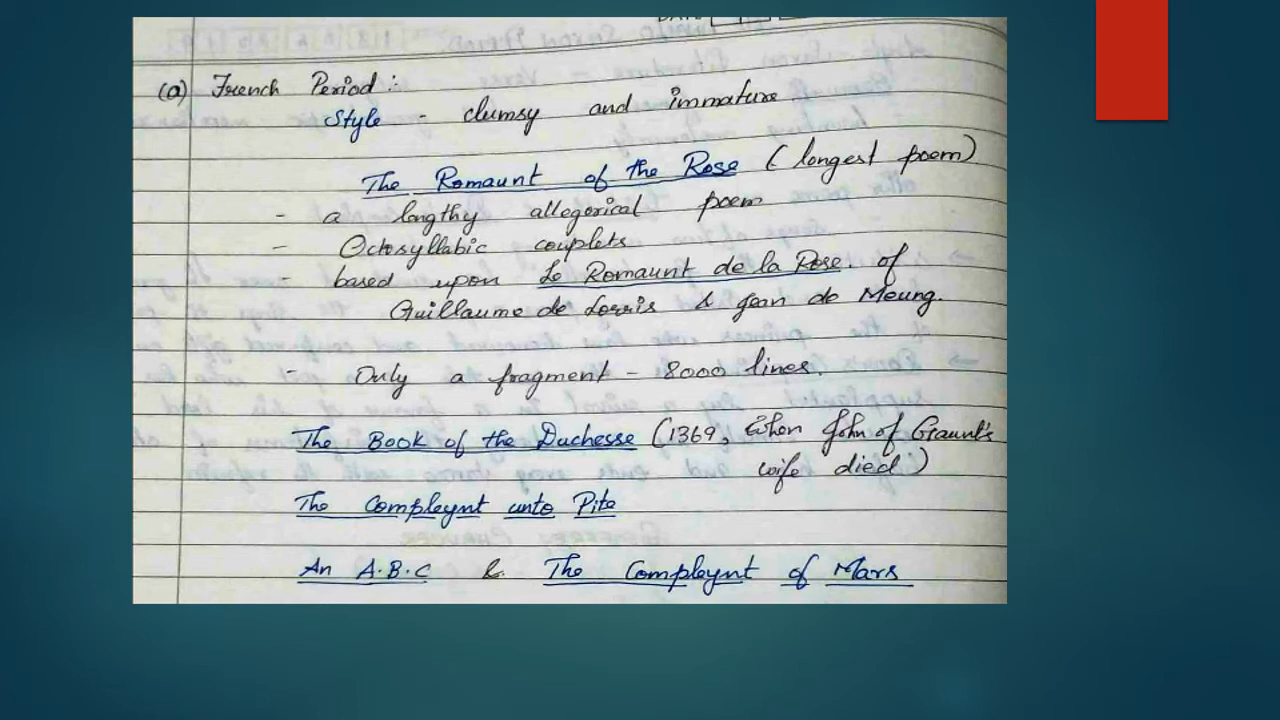 (a) French Period :
Style - clumsy and immature
The Romaunt of the Rose (longest poem)
- a lengthy allegorical poem
- Octosyllabic couplets
- based upon Le Romaunt de la Rose. of
Guillaume de Lorris & Jean de Meung.
- Only a fragment - 8000 lines.
The Book of the Duchesse (1369, when John of Graunt's
wife died)
The Compleynt unto Pite
An A.B.C & The Compleynt of Mars